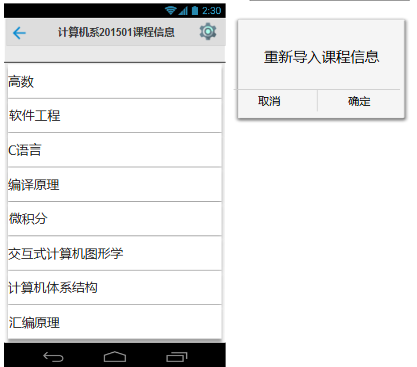 2:30
计算机系201501课程信息
高数
软件工程
C语言
编译原理
微积分
交互式计算机图形学
计算机体系结构
汇编原理
重新导入课程信息
取消 确定